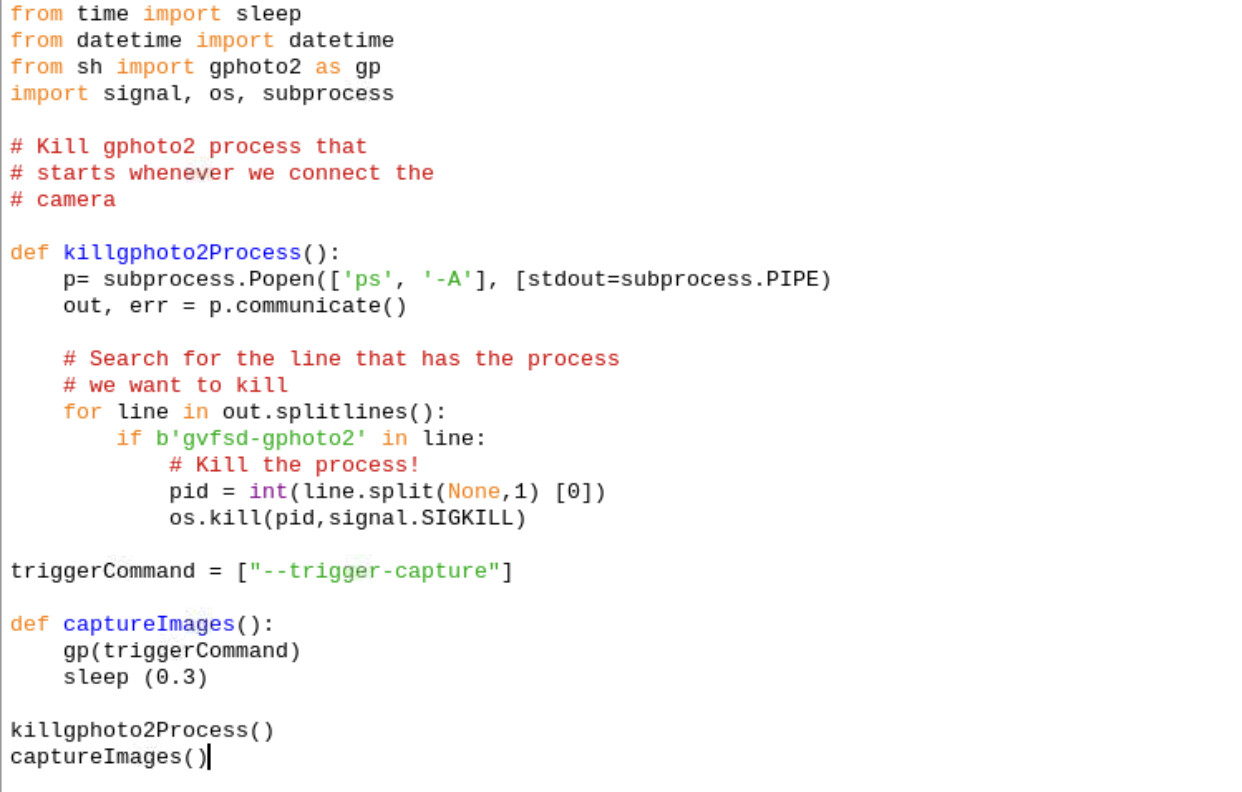 from time import sleep
from datetime import datetime
from sh import gphoto2 as gp
import signal, os, subprocess

# Kill gphoto2 process that
# starts whenever we connect the
# camera

def killgphoto2Process():
    p= subprocess.Popen(['ps', '-A'], [stdout=subprocess.PIPE)
    out, err = p.communicate()

    # Search for the line that has the process
    # we want to kill
    for line in out.splitlines():
        if b'gvfsd-gphoto2' in line:
            # Kill the process!
            pid = int(line.split(None,1) [0])
            os.kill(pid,signal.SIGKILL)

triggerCommand = ["--trigger-capture"]

def captureImages():
    gp(triggerCommand)
    sleep (0.3)

killgphoto2Process()
captureImages()